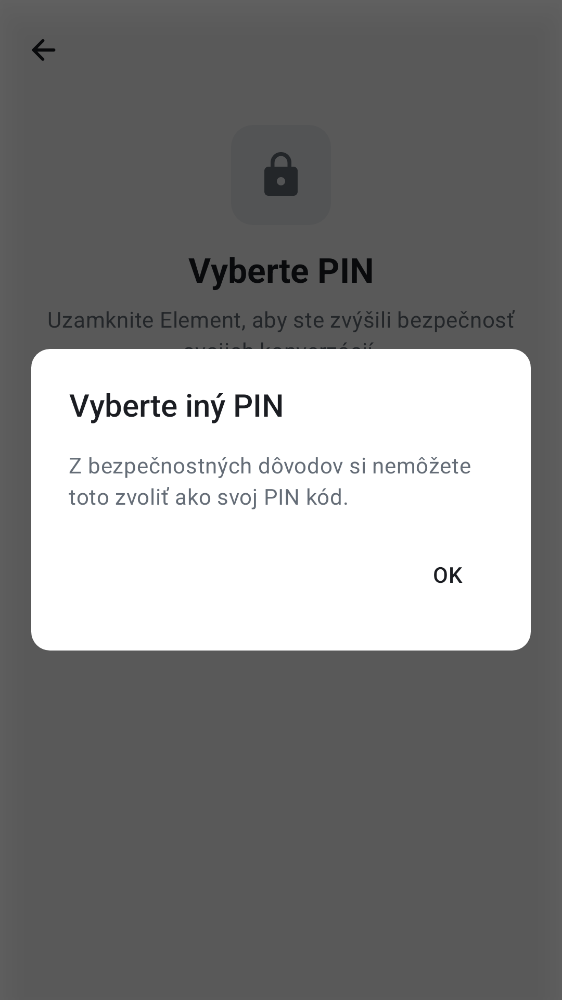 Vyberte PIN
Uzamknite Element, aby ste zvýšili bezpečnosť
Vyberte iný PIN
Z bezpečnostných dôvodov si nemôžete
toto zvoliť ako svoj PIN kód.
OK